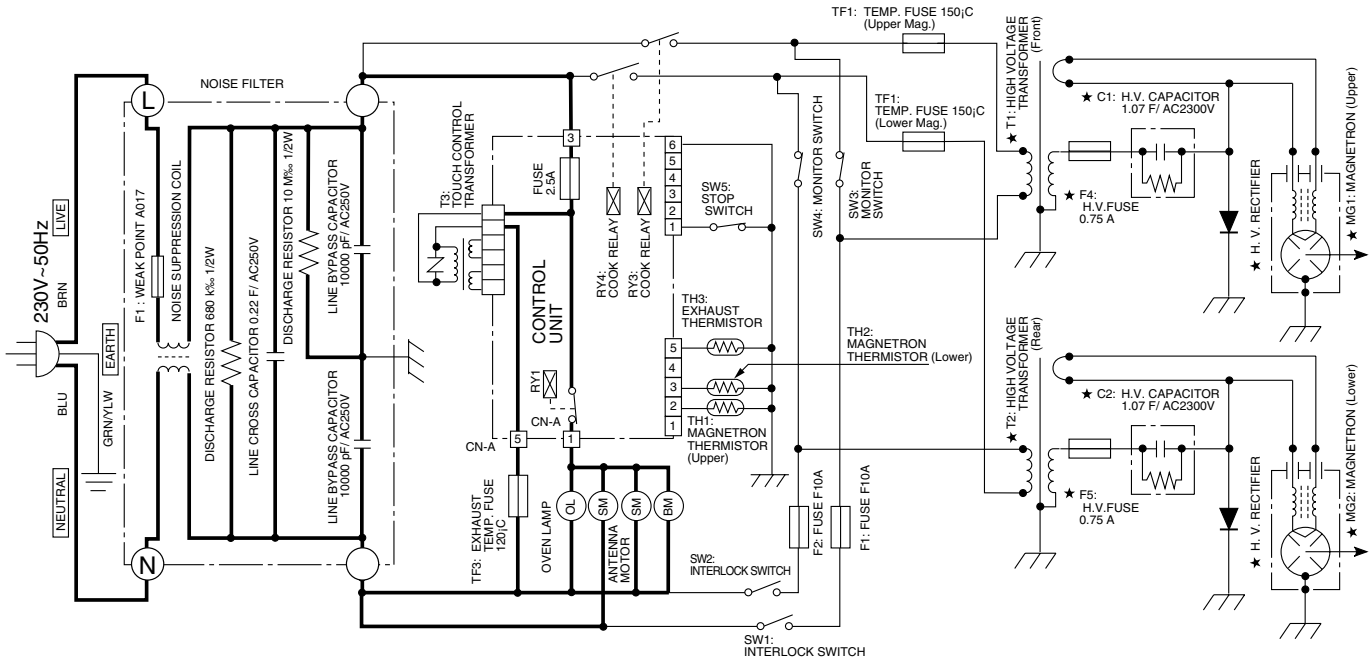 230V~50Hz
LIVE
BRN
EARTH
GRN/YLW
BLU
NEUTRAL
L
N
NOISE FILTER
F1 : WEAK POINT A017
NOISE SUPPRESSION COIL
DISCHARGE RESISTOR 680 k‰ 1/2W
LINE CROSS CAPACITOR 0.22 F/ AC250V
DISCHARGE RESISTOR 10 M‰ 1/2W
LINE BYPASS CAPACITOR
10000 pF/ AC250V
LINE BYPASS CAPACITOR
10000 pF/ AC250V
T3: TOUCH CONTROL
TRANSFORMER
3
FUSE
2.5A
CONTROL
UNIT
RY1
CN-A
CN-A
5
1
RY4:
COOK RELAY
RY3:
COOK RELAY
6
5
4
3
2
1
SW5:
STOP
SWITCH
TH3:
EXHAUST
THERMISTOR
TH2:
MAGNETRON
THERMISTOR (Lower)
5
4
3
2
1
TH1:
MAGNETRON
THERMISTOR
(Upper)
TF3: EXHAUST
TEMP. FUSE
120¡C
OVEN LAMP
OL
ANTENNA
MOTOR
SM
SM
BM
SW2:
INTERLOCK SWITCH
SW1:
INTERLOCK SWITCH
F2: FUSE F10A
F1: FUSE F10A
SW4: MONITOR SWITCH
SW3:
MONITOR
SWITCH
TF1: TEMP. FUSE 150¡C
(Upper Mag.)
TF1:
TEMP. FUSE 150¡C
(Lower Mag.)
★ T1: HIGH VOLTAGE
TRANSFORMER
(Front)
★ C1: H.V. CAPACITOR
1.07 F/ AC2300V
★ F4:
H.V.FUSE
0.75 A
★ H. V. RECTIFIER
★ MG1: MAGNETRON (Upper)
★ T2: HIGH VOLTAGE
TRANSFORMER
(Rear)
★ C2: H.V. CAPACITOR
1.07 F/ AC2300V
★ F5:
H.V.FUSE
0.75 A
★ H. V. RECTIFIER
★ MG2: MAGNETRON (Lower)